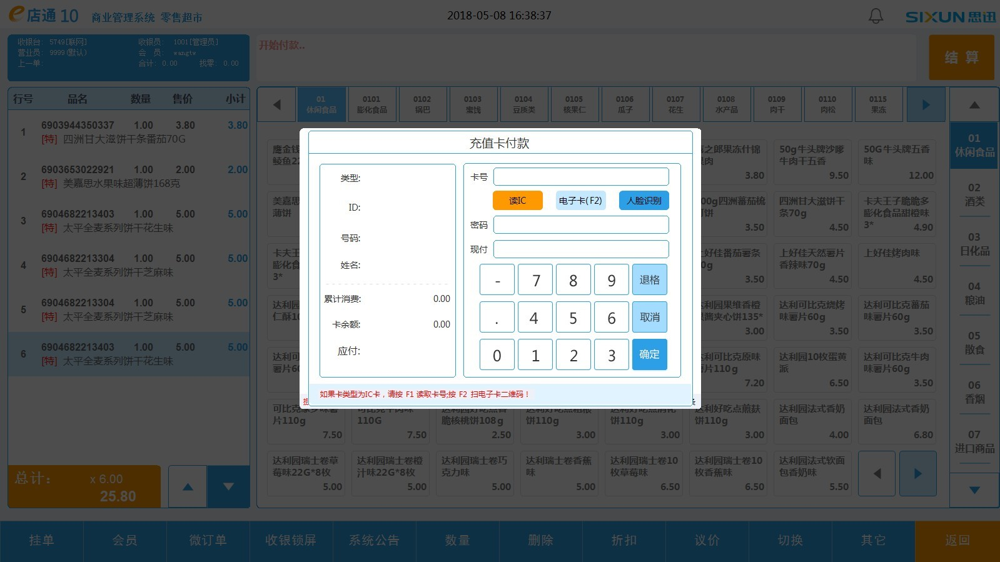 e店通 10 商业管理系统 零售超市
2018-05-08 16:38:37
SIXUN思迅
收银台: 5749[联网] 收银员: 1001[管理员]
营业员: 9999(默认) 会 员: wangtw
上一单: 合计: 0.00 找零: 0.00
开始付款..
结 算
行号 品名 数量 售价 小计
1 6903944350337 1.00 3.80 3.80
[特] 四洲甘大滋饼干条番茄70G
2 6903653022921 1.00 2.00 2.00
[特] 美嘉思水果味超薄饼168克
3 6904682213403 1.00 5.00 5.00
[特] 太平全麦系列饼干花生味
4 6904682213304 1.00 5.00 5.00
[特] 太平全麦系列饼干芝麻味
5 6904682213304 1.00 5.00 5.00
[特] 太平全麦系列饼干芝麻味
6 6904682213403 1.00 5.00 5.00
[特] 太平全麦系列饼干花生味
总计: x 6.00
25.80
01 0101 0102 0103 0104 0105 0106 0107 0108 0109 0110 0115
休闲食品 膨化食品 锅巴 蜜饯 豆质类 核果仁 瓜子 花生 水产品 肉干 肉松 果冻
充值卡付款
类型:
ID:
号码:
姓名:
累计消费: 0.00
卡余额: 0.00
应付:
卡号
读IC 电子卡(F2) 人脸识别
密码
现付
- 7 8 9 退格
. 4 5 6 取消
0 1 2 3 确定
如果卡类型为IC卡，请按 F1 读取卡号;按 F2 扫电子卡二维码！
之郎果冻什锦 50g牛头牌沙嗲 50G牛头牌五香
果肉 牛肉干五香 味
3.80 9.50 12.00
美嘉思 00g四洲蕃茄梳 四洲甘大滋饼干 卡夫王子脆脆多
薄饼 打饼 条70g 膨化食品甜橙味
3*
3.50 4.50 4.90
卡夫王 上好佳番茄薯条 上好佳天然薯片 上好佳烤肉味
膨化食 0g 香辣味70g
3*
3.50 4.50 4.50
达利园 达利园果维香橙 达利可比克烧烤 达利可比克蕃茄
仁酥10 果酱夹心饼135* 味薯片60g 味薯片60g
3.00 3.50 3.50
达利可 达利可比克原味 达利园10枚蛋黄 达利可比克牛肉
薯片60 薯片110g 派 味薯片60g
7.20 6.50 3.50
片110g 110G 脆核桃饼108g 饼110g 饼110g 达利好吃点煎麸 达利园法式香奶 达利园法式香奶
饼110g 面包 面包
7.50 7.50 2.50 3.00 3.00 3.00 4.00 6.80
达利园瑞士卷草 达利园瑞士卷橙 达利园瑞士卷巧 达利瑞士卷香蕉 达利园瑞士卷10 达利园瑞士卷10 达利园法式软面
莓味22G*8枚 汁味22G*8枚 克力味 味 枚草莓味 枚香蕉味 包香奶味
5.00 5.00 5.00 5.00 6.50 6.50 5.50
01
休闲食品
02
酒类
03
日化品
04
粮油
05
散食
06
香烟
07
进口商品
挂单 会员 微订单 收银锁屏 系统公告 数量 删除 折扣 议价 切换 其它 返回